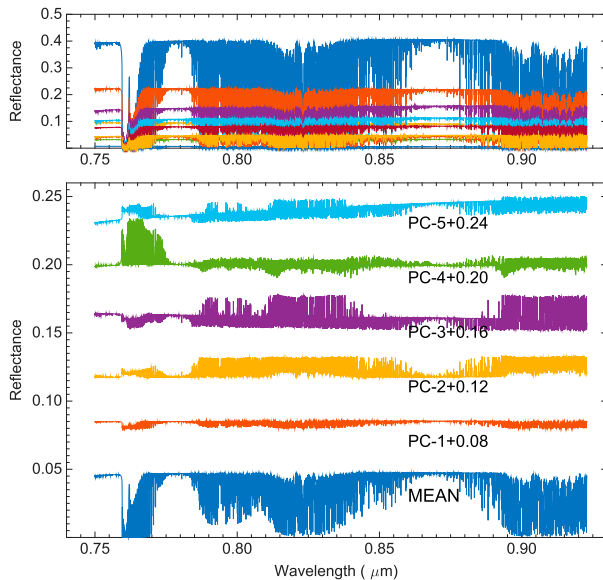 0.4
0.3
0.2
0.1
Reflectance
0.75
0.80
0.85
0.90
0.25
0.20
0.15
0.10
0.05
Reflectance
PC-5+0.24
PC-4+0.20
PC-3+0.16
PC-2+0.12
PC-1+0.08
MEAN
0.75
0.80
0.85
0.90
Wavelength ( μm)